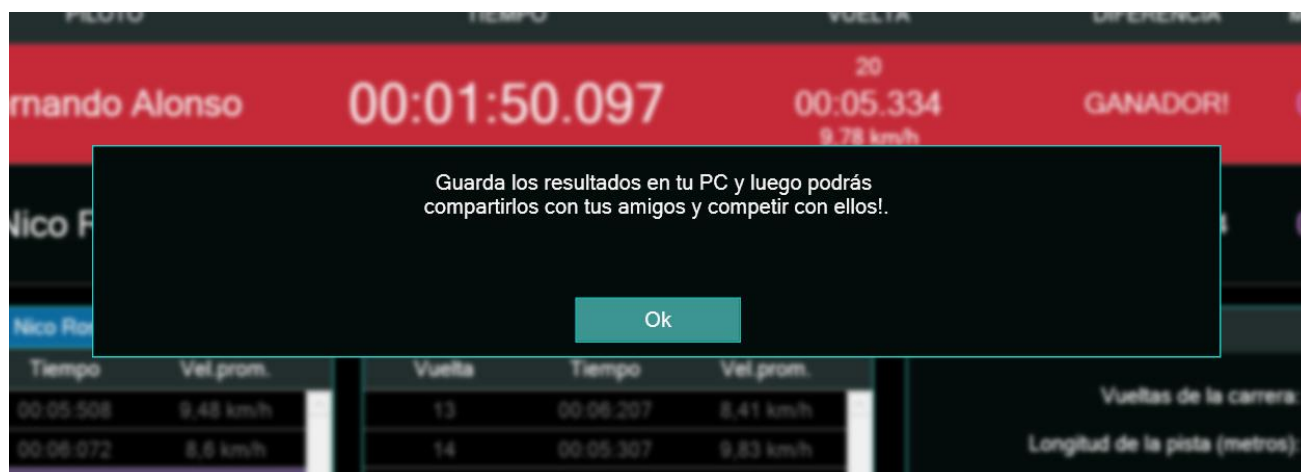 PILOTO TIEMPO VUELTA DIFERENCIA
rnando Alonso 00:01:50.097 20 00:05.334 9.78 km/h GANADOR!
Guarda los resultados en tu PC y luego podrás
compartirlos con tus amigos y competir con ellos!.
Nico R
Ok
Nico Ro
Tiempo Vel.prom. Vuelta Tiempo Vel.prom.
Vueltas de la carrera:
00:05:508 9,48 km/h 13 00:06:207 8,41 km/h
00:06:072 8,6 km/h 14 00:05:307 9,83 km/h
Longitud de la pista (metros):